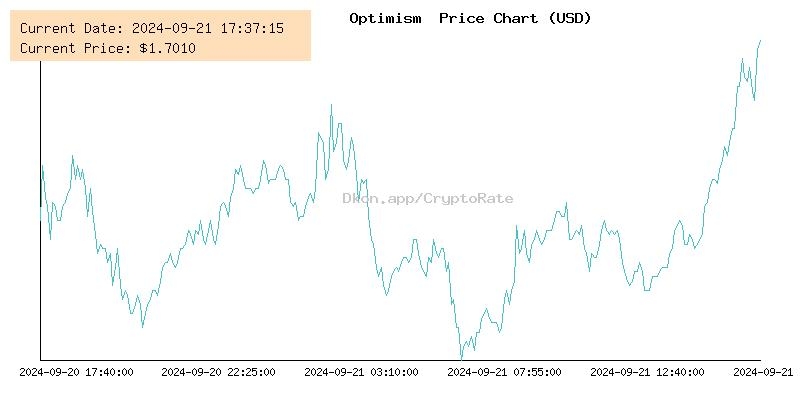 Optimism  Price Chart (USD)
Current Date: 2024-09-21 17:37:15
Current Price: $1.7010
Dkon.app/CryptoRate
2024-09-20 17:40:00 2024-09-20 22:25:00 2024-09-21 03:10:00 2024-09-21 07:55:00 2024-09-21 12:40:00 2024-09-21